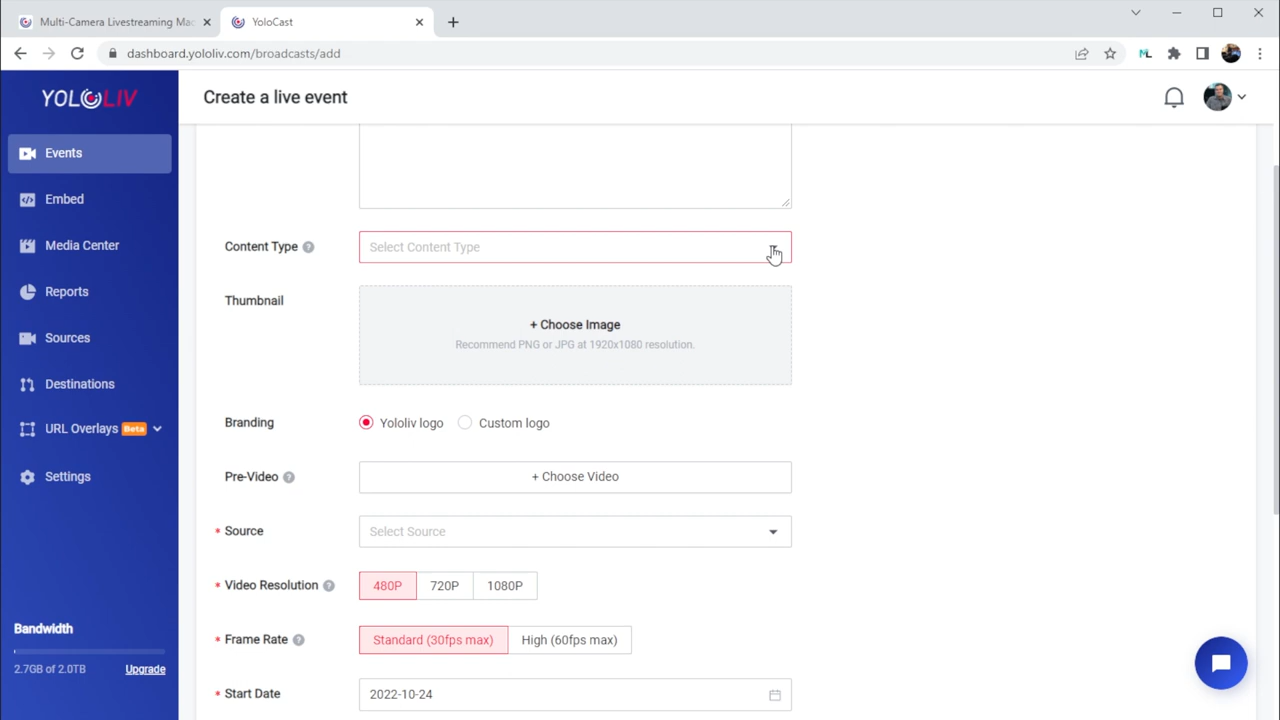 Multi-Camera Livestreaming Mac
YoloCast
dashboard.yololiv.com/broadcasts/add
YOLOLIV
Create a live event
Events
Embed
Media Center
Reports
Sources
Destinations
URL Overlays Beta
Settings
Bandwidth
2.7GB of 2.0TB Upgrade
Content Type ?
Select Content Type
Thumbnail
+ Choose Image
Recommend PNG or JPG at 1920x1080 resolution.
Branding
Yololiv logo Custom logo
Pre-Video ?
+ Choose Video
* Source
Select Source
* Video Resolution ?
480P 720P 1080P
* Frame Rate ?
Standard (30fps max) High (60fps max)
* Start Date
2022-10-24